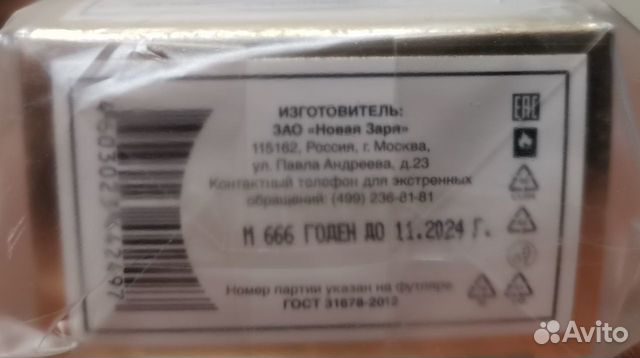 ИЗГОТОВИТЕЛЬ:
ЗАО «Новая Заря»
115162, Россия, г. Москва,
ул. Павла Андреева, д.23
Контактный телефон для экстренных
обращений: (499) 236-81-81
М 666 ГОДЕН ДО 11.2024 Г.
Номер партии указан на футляре
ГОСТ 31678-2012
EAC
Avito